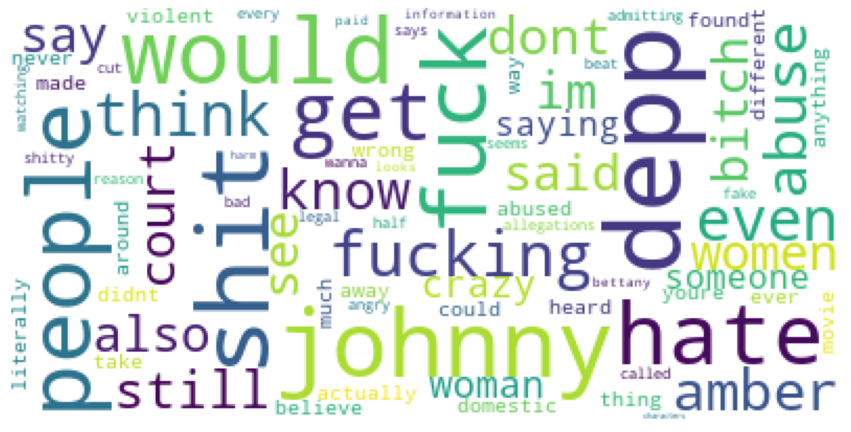 violent
every
paid
information
says
admitting
found
say
would
fuck
dont
depp
never
cut
way
beat
different
made
watching
think
get
im
bitch
abuse
anything
people
shit
saying
court
wrong
seems
shitty
harm
wanna
looks
know
said
reason
bad
fake
legal
half
abused
even
around
see
allegations
fucking
women
literally
crazy
someone
bettany
didnt
away
youre
ever
much
angry
could
heard
johnny
hate
movie
also
take
called
still
actually
woman
thing
amber
believe
domestic
characters